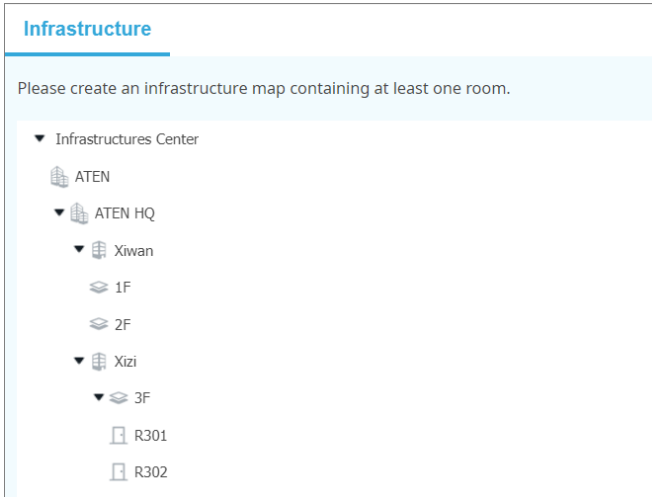 Infrastructure
Please create an infrastructure map containing at least one room.
Infrastructures Center
ATEN
ATEN HQ
Xiwan
1F
2F
Xizi
3F
R301
R302